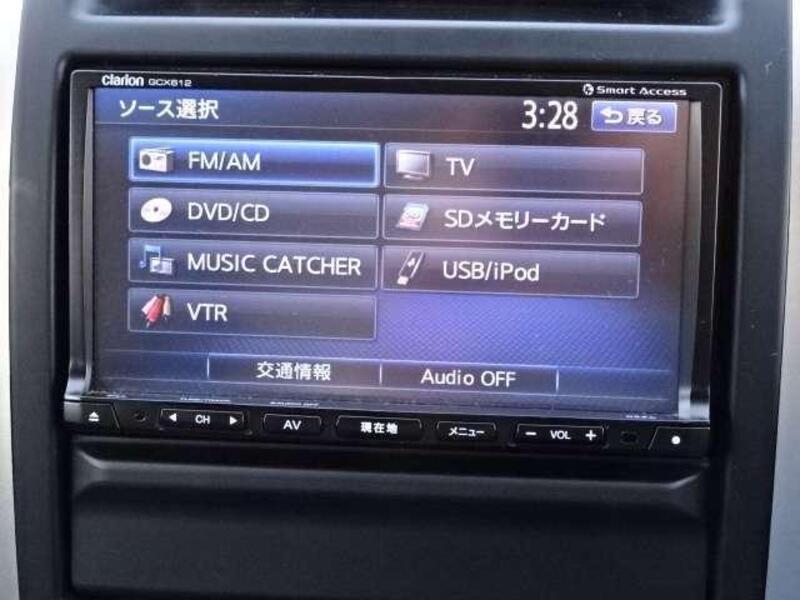 Clarion GCX612
Smart Access
ソース選択
3:28
戻る
FM/AM
TV
DVD/CD
SDメモリーカード
MUSIC CATCHER
USB/iPod
VTR
交通情報
Audio OFF
CH
AV
現在地
メニュー
− VOL +